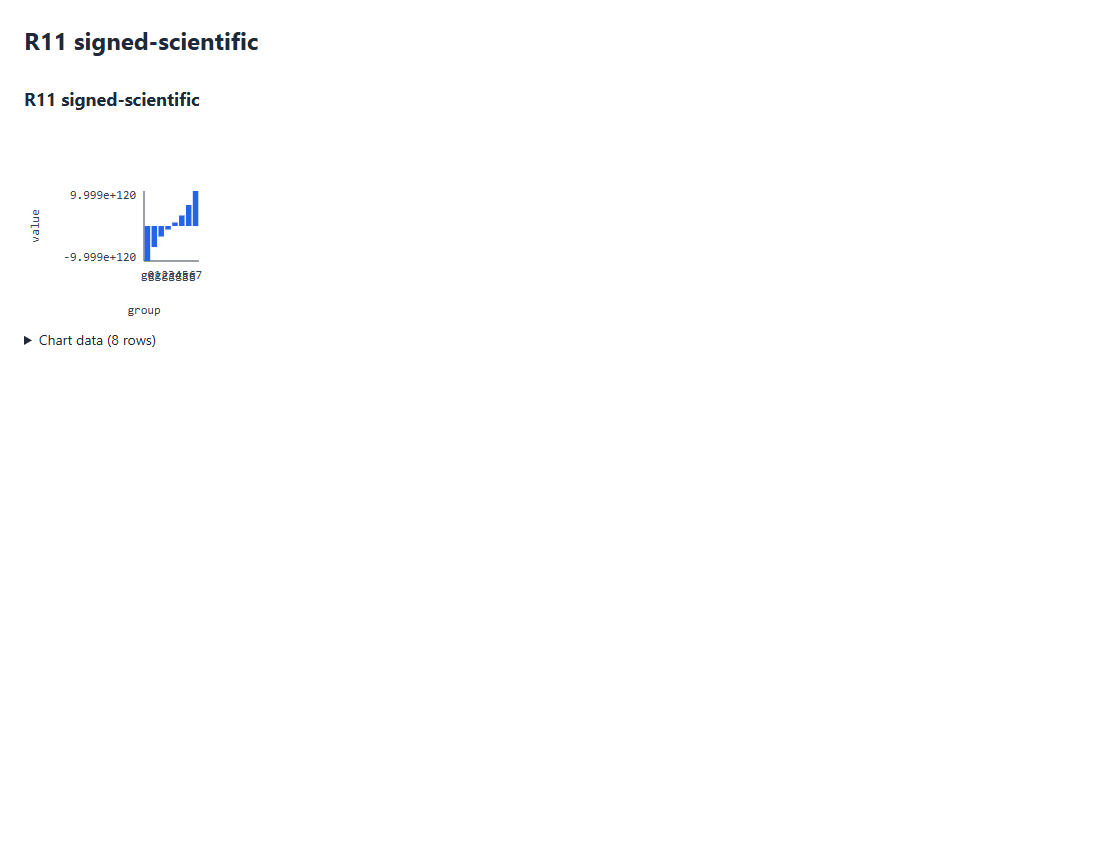 R11 signed-scientific
R11 signed-scientific
9.999e+120
value
-9.999e+120
group
▶ Chart data (8 rows)